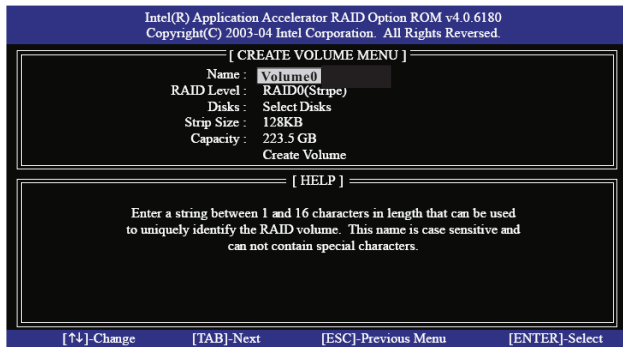 Intel(R) Application Accelerator RAID Option ROM v4.0.6180
Copyright(C) 2003-04 Intel Corporation. All Rights Reversed.
[ CREATE VOLUME MENU ]
Name : Volume0
RAID Level : RAID0(Stripe)
Disks : Select Disks
Strip Size : 128KB
Capacity : 223.5 GB
Create Volume
[ HELP ]
Enter a string between 1 and 16 characters in length that can be used
to uniquely identify the RAID volume. This name is case sensitive and
can not contain special characters.
[↑↓]-Change [TAB]-Next [ESC]-Previous Menu [ENTER]-Select